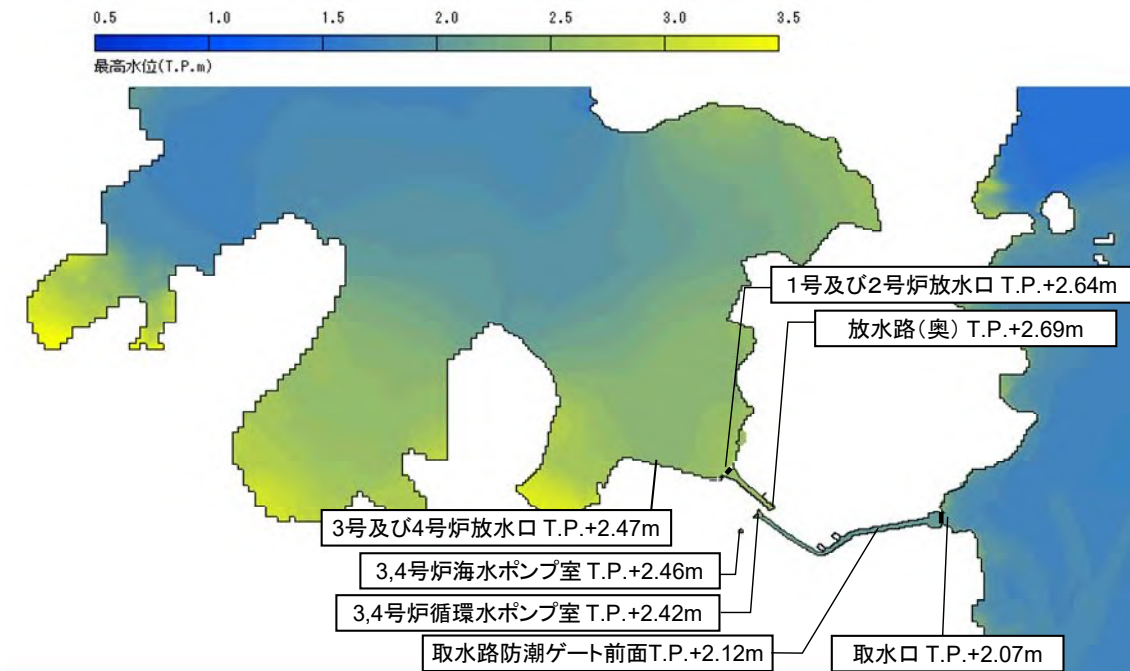 0.5 1.0 1.5 2.0 2.5 3.0 3.5
最高水位(T.P.m)
1号及び2号炉放水口 T.P.+2.64m
放水路(奥) T.P.+2.69m
3号及び4号炉放水口 T.P.+2.47m
3,4号炉海水ポンプ室 T.P.+2.46m
3,4号炉循環水ポンプ室 T.P.+2.42m
取水路防潮ゲート前面T.P.+2.12m
取水口 T.P.+2.07m